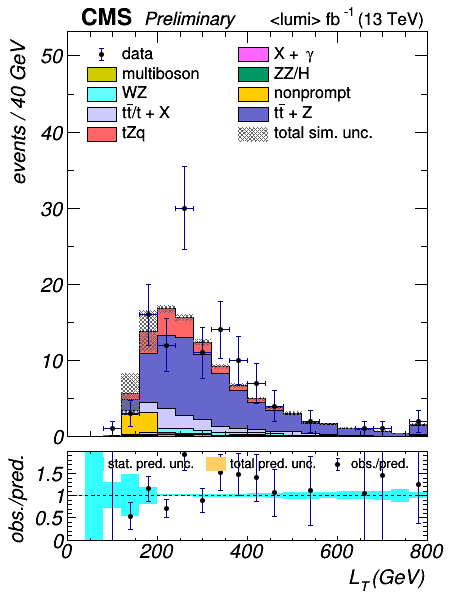 CMS Preliminary <lumi> fb⁻¹ (13 TeV)
events / 40 GeV
50
40
30
20
10
0
data
multiboson
WZ
tt̄/t + X
tZq
X + γ
ZZ/H
nonprompt
tt̄ + Z
total sim. unc.
obs./pred.
1.5
1
0.5
0
stat. pred. unc. total pred. unc. obs./pred.
0 200 400 600 800
L_T (GeV)